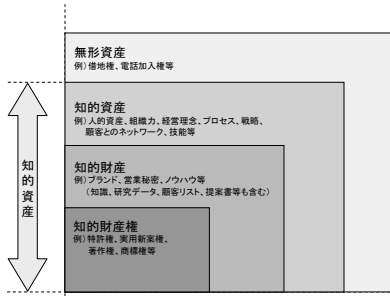 無形資産
例）借地権、電話加入権等
知的資産
例）人的資産、組織力、経営理念、プロセス、戦略、
顧客とのネットワーク、技能等
知的財産
例）ブランド、営業秘密、ノウハウ等
（知識、研究データ、顧客リスト、提案書等も含む）
知的財産権
例）特許権、実用新案権、
著作権、商標権等
知的資産